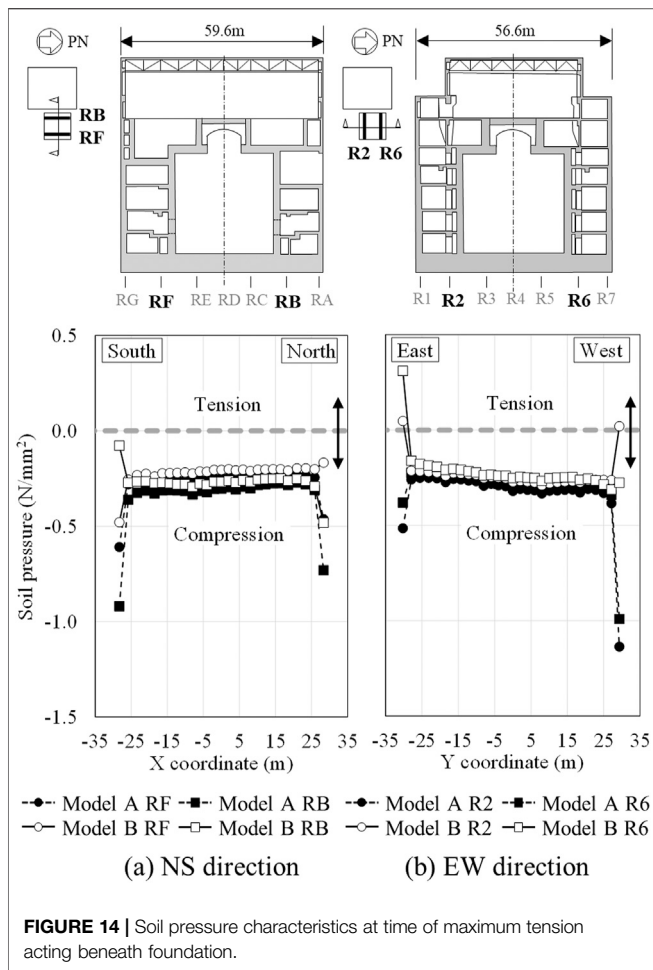 PN
59.6m
RB
RF
RG RF RE RD RC RB RA
PN
56.6m
R2 R6
R1 R2 R3 R4 R5 R6 R7
Soil pressure (N/mm²)
0.5
0.0
-0.5
-1.0
-1.5
South North
Tension
Compression
-35 -25 -15 -5 5 15 25 35
X coordinate (m)
East West
Tension
Compression
-35 -25 -15 -5 5 15 25 35
Y coordinate (m)
Model A RF Model A RB Model A R2 Model A R6
Model B RF Model B RB Model B R2 Model B R6
(a) NS direction (b) EW direction
FIGURE 14 | Soil pressure characteristics at time of maximum tension
acting beneath foundation.